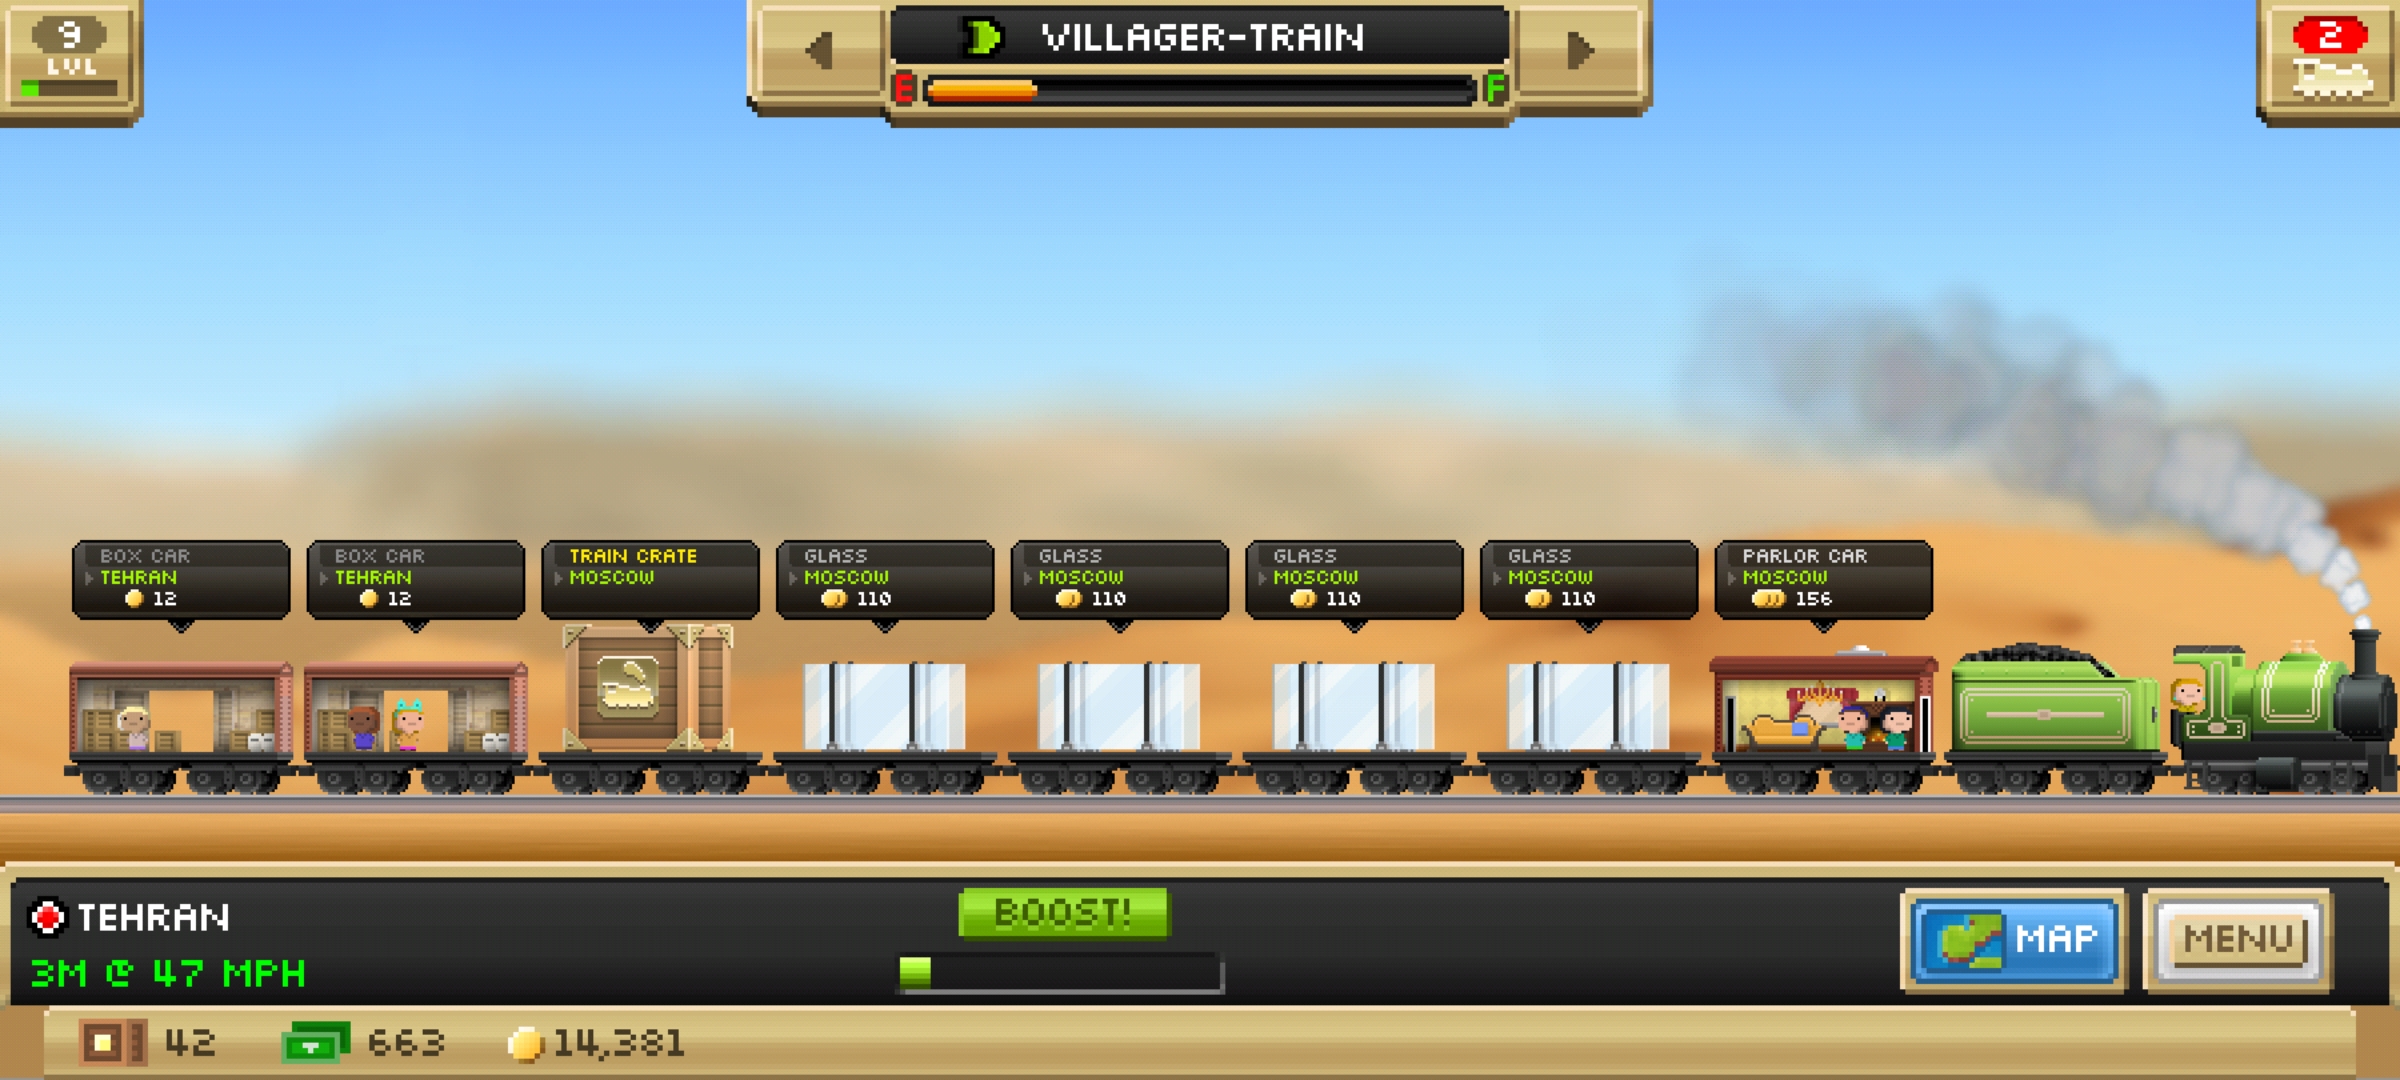 9
LVL
VILLAGER-TRAIN
E
F
2
BOX CAR
TEHRAN
12
BOX CAR
TEHRAN
12
TRAIN CRATE
MOSCOW
GLASS
MOSCOW
110
GLASS
MOSCOW
110
GLASS
MOSCOW
110
GLASS
MOSCOW
110
PARLOR CAR
MOSCOW
156
TEHRAN
3M @ 47 MPH
BOOST!
MAP
MENU
42
663
14,381